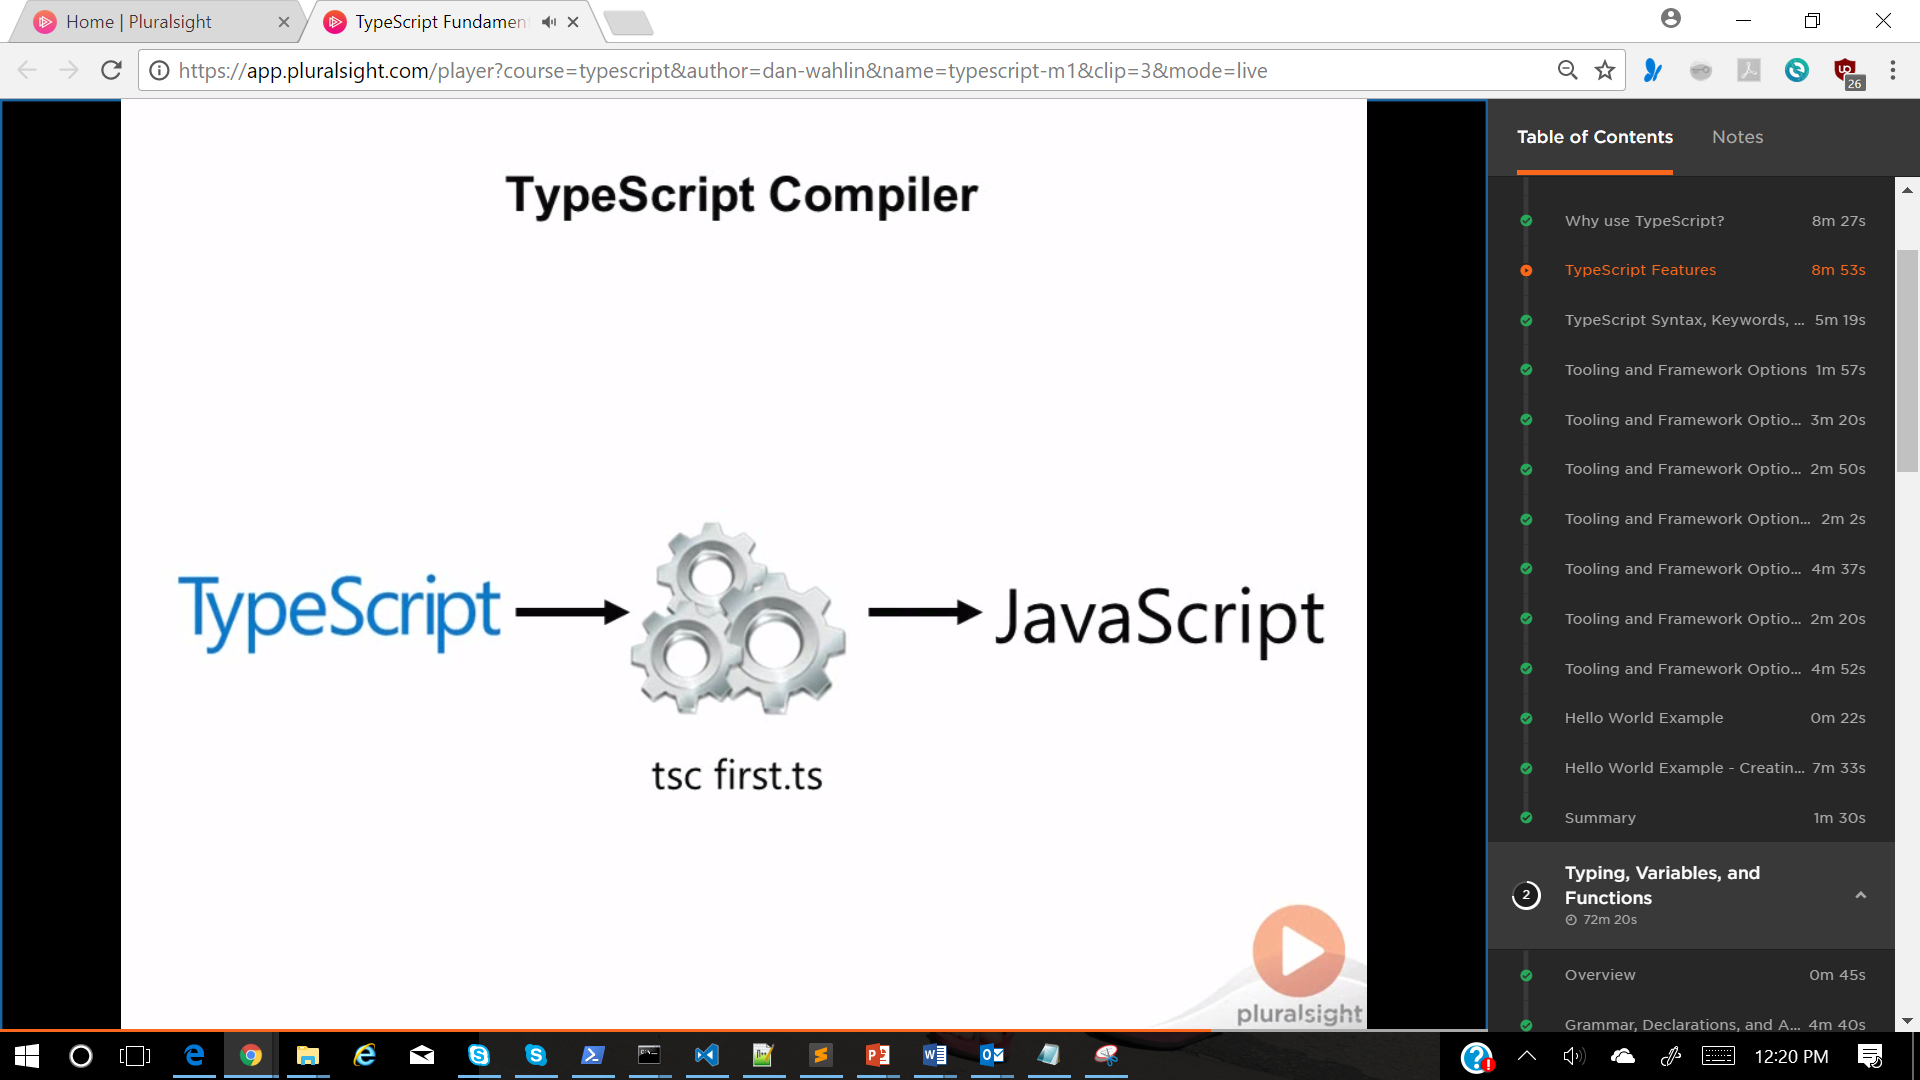 Home | Pluralsight
TypeScript Fundamen
https://app.pluralsight.com/player?course=typescript&author=dan-wahlin&name=typescript-m1&clip=3&mode=live
26
TypeScript Compiler
TypeScript
JavaScript
tsc first.ts
pluralsight
Table of Contents
Notes
Why use TypeScript? 8m 27s
TypeScript Features 8m 53s
TypeScript Syntax, Keywords, ... 5m 19s
Tooling and Framework Options 1m 57s
Tooling and Framework Optio... 3m 20s
Tooling and Framework Optio... 2m 50s
Tooling and Framework Option... 2m 2s
Tooling and Framework Optio... 4m 37s
Tooling and Framework Optio... 2m 20s
Tooling and Framework Optio... 4m 52s
Hello World Example 0m 22s
Hello World Example - Creatin... 7m 33s
Summary 1m 30s
2
Typing, Variables, and
Functions
72m 20s
Overview 0m 45s
Grammar, Declarations, and A... 4m 40s
12:20 PM